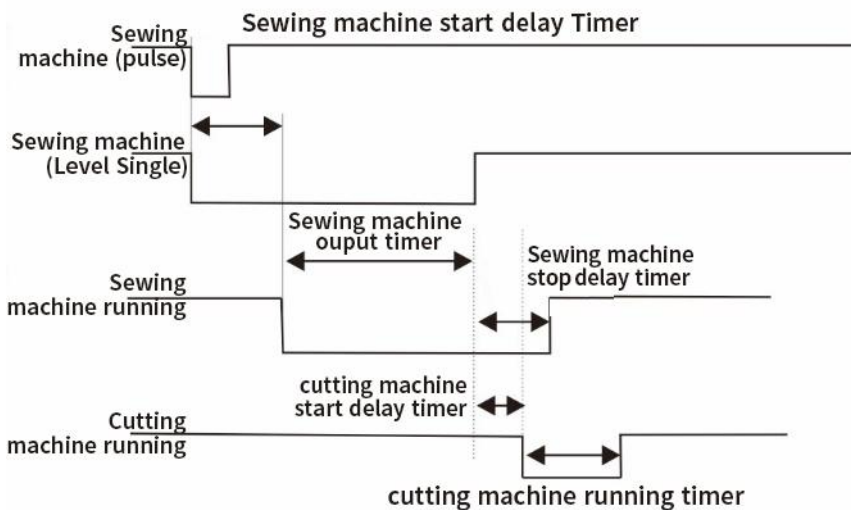 Sewing machine start delay Timer
Sewing
machine (pulse)
Sewing machine
(Level Single)
Sewing machine
ouput timer
Sewing machine
stop delay timer
Sewing
machine running
cutting machine
start delay timer
Cutting
machine running
cutting machine running timer